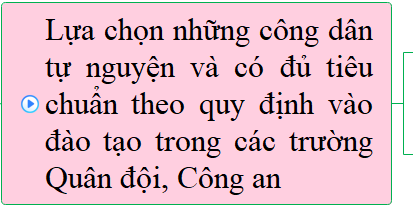 Lựa chọn những công dân
tự nguyện và có đủ tiêu
chuẩn theo quy định vào
đào tạo trong các trường
Quân đội, Công an